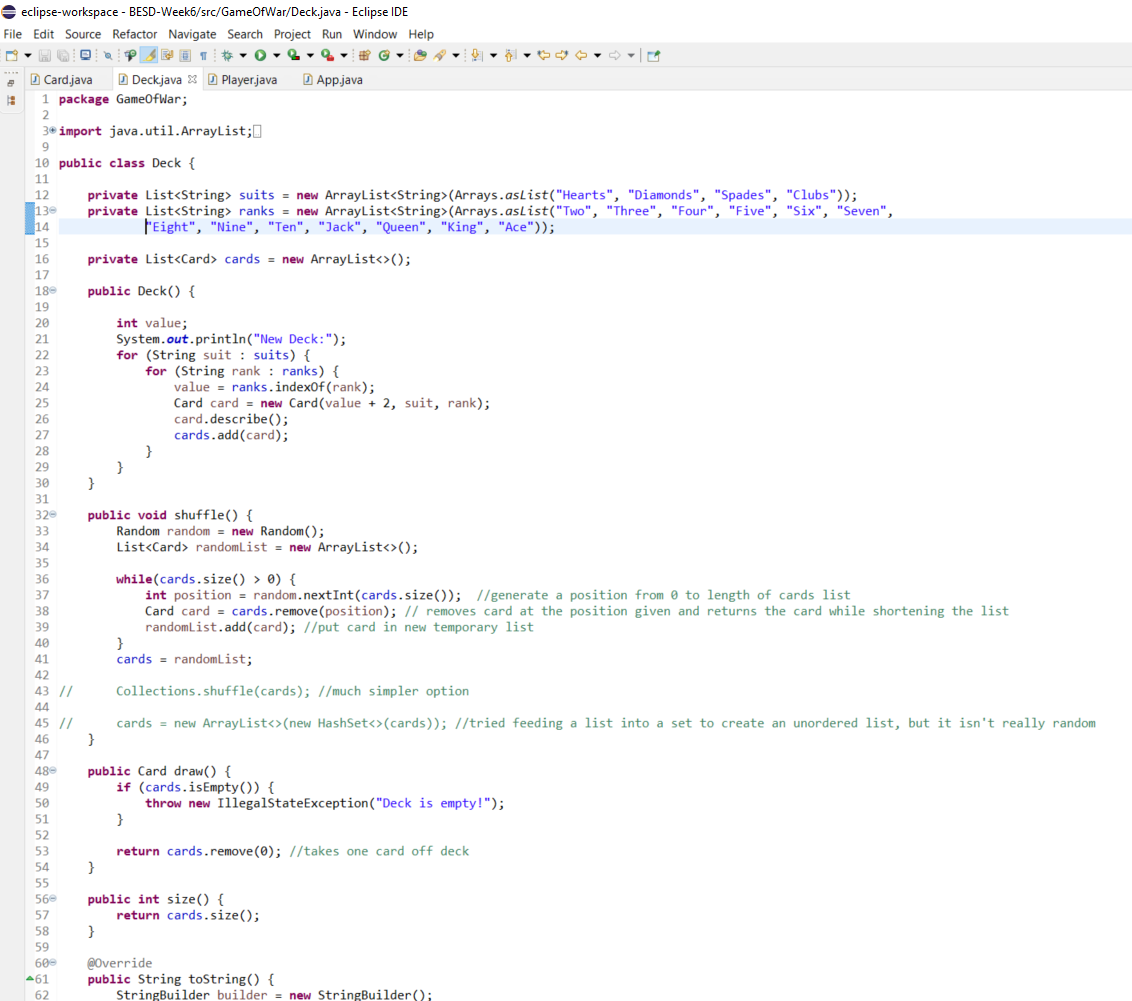 eclipse-workspace - BESD-Week6/src/GameOfWar/Deck.java - Eclipse IDE
File Edit Source Refactor Navigate Search Project Run Window Help
Card.java Deck.java Player.java App.java
1 package GameOfWar;
2
3 import java.util.ArrayList;
9
10 public class Deck {
11
12 private List<String> suits = new ArrayList<String>(Arrays.asList("Hearts", "Diamonds", "Spades", "Clubs"));
13 private List<String> ranks = new ArrayList<String>(Arrays.asList("Two", "Three", "Four", "Five", "Six", "Seven",
14 "Eight", "Nine", "Ten", "Jack", "Queen", "King", "Ace"));
15
16 private List<Card> cards = new ArrayList<>();
17
18 public Deck() {
19
20 int value;
21 System.out.println("New Deck:");
22 for (String suit : suits) {
23 for (String rank : ranks) {
24 value = ranks.indexOf(rank);
25 Card card = new Card(value + 2, suit, rank);
26 card.describe();
27 cards.add(card);
28 }
29 }
30 }
31
32 public void shuffle() {
33 Random random = new Random();
34 List<Card> randomList = new ArrayList<>();
35
36 while(cards.size() > 0) {
37 int position = random.nextInt(cards.size()); //generate a position from 0 to length of cards list
38 Card card = cards.remove(position); // removes card at the position given and returns the card while shortening the list
39 randomList.add(card); //put card in new temporary list
40 }
41 cards = randomList;
42
43 // Collections.shuffle(cards); //much simpler option
44
45 // cards = new ArrayList<>(new HashSet<>(cards)); //tried feeding a list into a set to create an unordered list, but it isn't really random
46 }
47
48 public Card draw() {
49 if (cards.isEmpty()) {
50 throw new IllegalStateException("Deck is empty!");
51 }
52
53 return cards.remove(0); //takes one card off deck
54 }
55
56 public int size() {
57 return cards.size();
58 }
59
60 @Override
61 public String toString() {
62 StringBuilder builder = new StringBuilder();